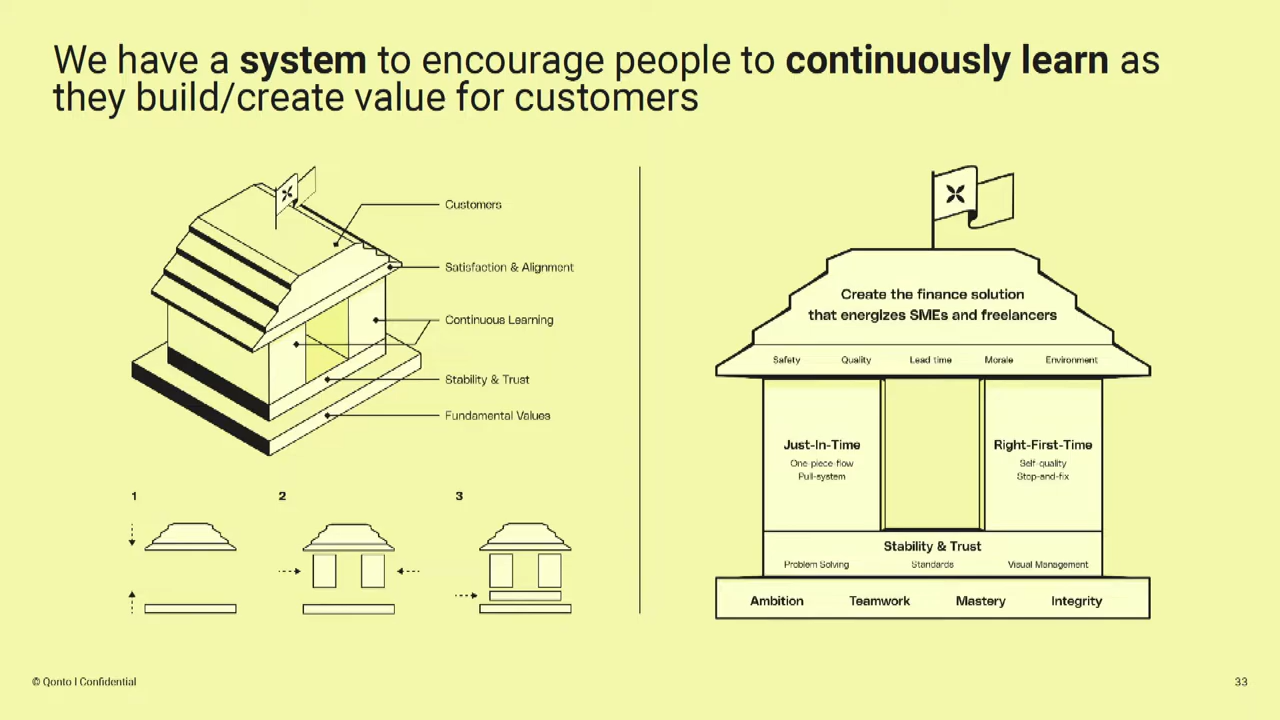 We have a system to encourage people to continuously learn as
they build/create value for customers
Customers
Satisfaction & Alignment
Continuous Learning
Stability & Trust
Fundamental Values
1
2
3
Create the finance solution
that energizes SMEs and freelancers
Safety
Quality
Lead time
Morale
Environment
Just-In-Time
One-piece-flow
Pull-system
Right-First-Time
Self-quality
Stop-and-fix
Stability & Trust
Problem Solving
Standards
Visual Management
Ambition
Teamwork
Mastery
Integrity
© Qonto | Confidential
33